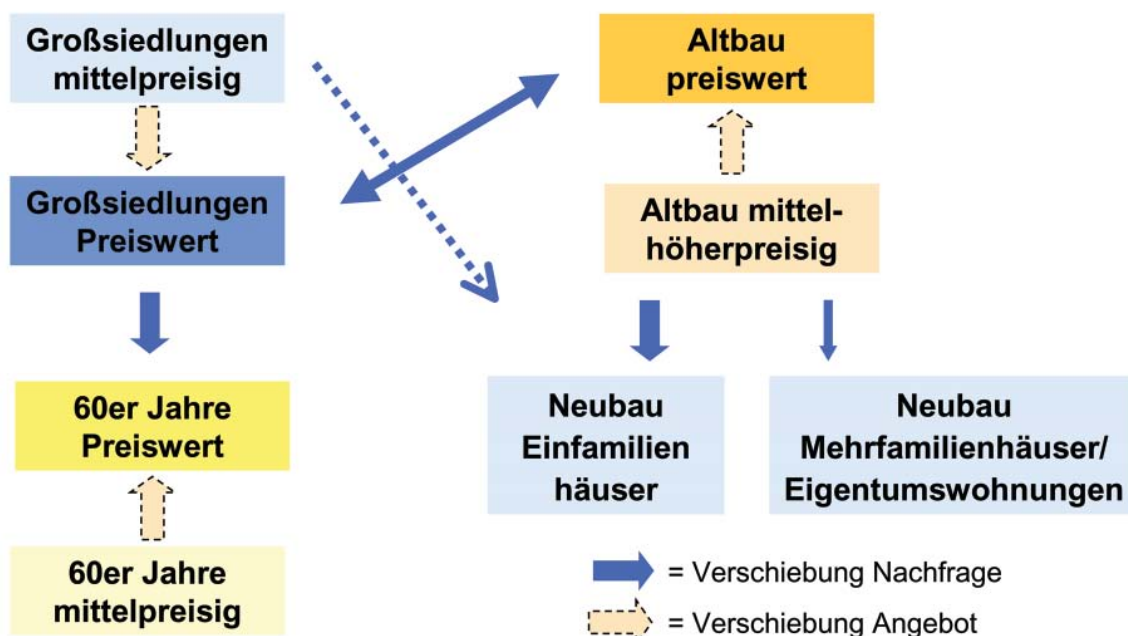 Großsiedlungen
mittelpreisig
Altbau
preiswert
Großsiedlungen
Preiswert
Altbau mittel-
höherpreisig
60er Jahre
Preiswert
Neubau
Einfamilien
häuser
Neubau
Mehrfamilienhäuser/
Eigentumswohnungen
60er Jahre
mittelpreisig
= Verschiebung Nachfrage
= Verschiebung Angebot